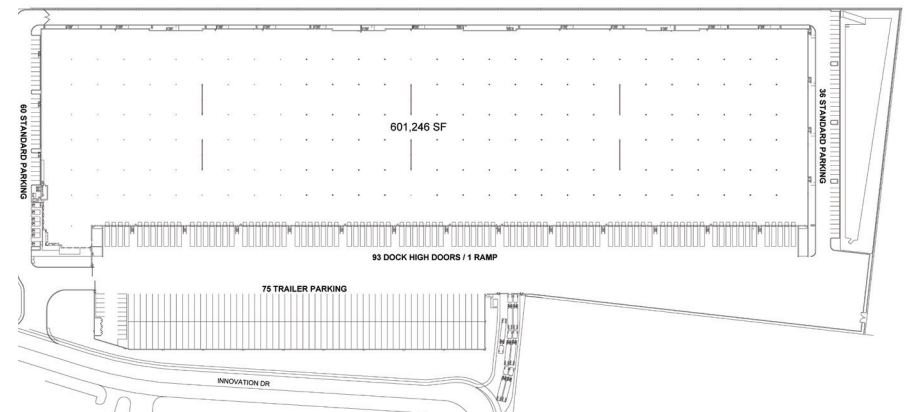 60 STANDARD PARKING
601,246 SF
36 STANDARD PARKING
93 DOCK HIGH DOORS / 1 RAMP
75 TRAILER PARKING
INNOVATION DR